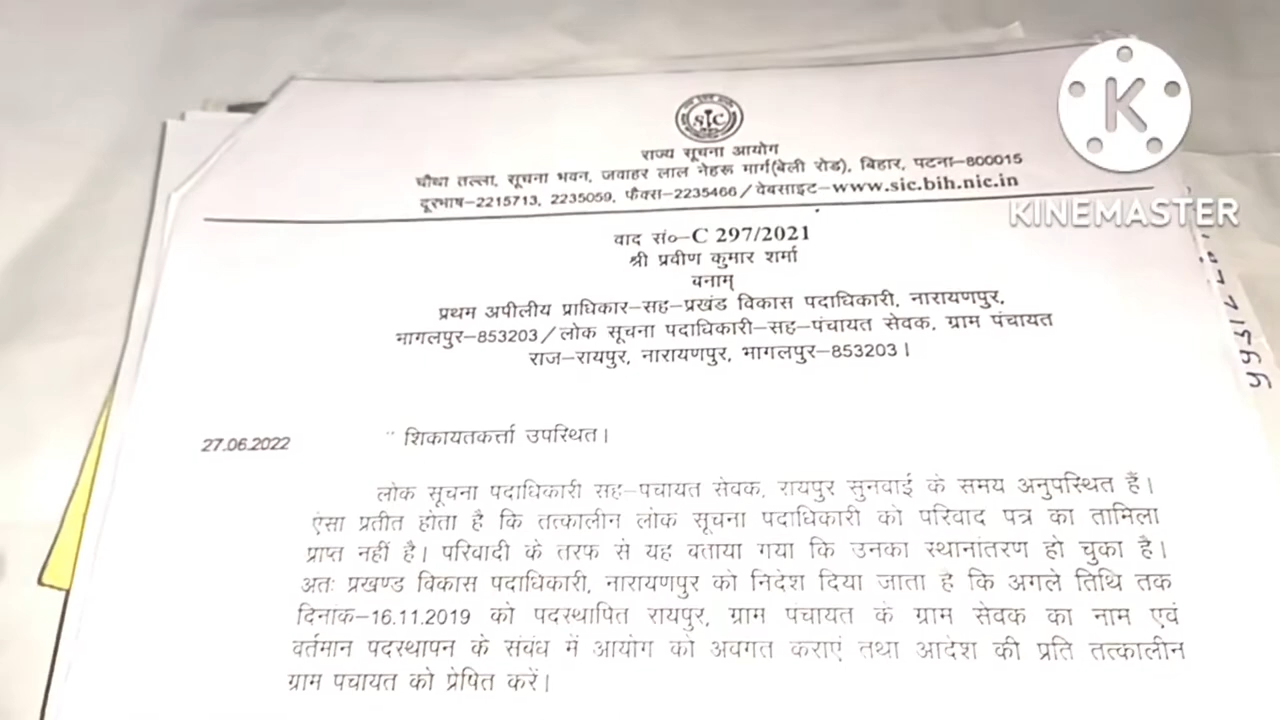 राज्य सूचना आयोग
चौथा तल्ला, सूचना भवन, जवाहर लाल नेहरू मार्ग(बेली रोड), बिहार, पटना-800015
दूरभाष-2215713, 2235059, फैक्स-2235466/वेबसाइट-www.sic.bih.nic.in
K
KINEMASTER
वाद सं०-C 297/2021
श्री प्रवीण कुमार शर्मा
वनाम्
प्रथम अपीलीय प्राधिकार-सह-प्रखंड विकास पदाधिकारी, नारायणपुर,
भागलपुर-853203/लोक सूचना पदाधिकारी-सह-पंचायत सेवक, ग्राम पंचायत
राज-रायपुर, नारायणपुर, भागलपुर-853203।
27.06.2022 शिकायतकर्त्ता उपस्थित।
लोक सूचना पदाधिकारी सह-पचायत सेवक, रायपुर सुनवाई के समय अनुपस्थित हैं।
एसा प्रतीत होता है कि तत्कालीन लोक सूचना पदाधिकारी को परिवाद पत्र का तामिला
प्राप्त नहीं है। परिवादी के तरफ से यह बताया गया कि उनका स्थानांतरण हो चुका है।
अतः प्रखण्ड विकास पदाधिकारी, नारायणपुर को निदेश दिया जाता है कि अगले तिथि तक
दिनांक-16.11.2019 को पदस्थापित रायपुर, ग्राम पंचायत के ग्राम सेवक का नाम एवं
वर्तमान पदस्थापन के संबंध में आयोग को अवगत कराएं तथा आदेश की प्रति तत्कालीन
ग्राम पचायत को प्रेषित करें।